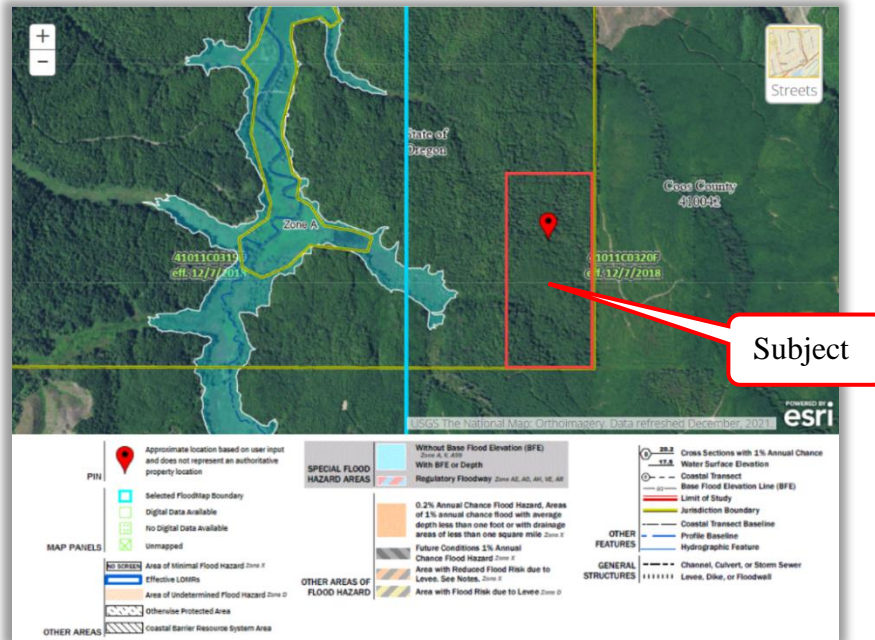 +
−
Streets
State of
Oregon
Coos County
410042
Zone A
eff. 12/7/2018
41011C0320F
eff. 12/7/2018
Subject
USGS The National Map: Orthoimagery. Data refreshed December, 2021
POWERED BY
esri
PIN
Approximate location based on user input
and does not represent an authoritative
property location
MAP PANELS
Selected FloodMap Boundary
Digital Data Available
No Digital Data Available
Unmapped
OTHER AREAS
NO SCREEN Area of Minimal Flood Hazard Zone X
Effective LOMRs
Area of Undetermined Flood Hazard Zone D
Otherwise Protected Area
Coastal Barrier Resource System Area
SPECIAL FLOOD
HAZARD AREAS
Without Base Flood Elevation (BFE)
Zone A, V, A99
With BFE or Depth
Regulatory Floodway Zone AE, AO, AH, VE, AR
OTHER AREAS OF
FLOOD HAZARD
0.2% Annual Chance Flood Hazard, Areas
of 1% annual chance flood with average
depth less than one foot or with drainage
areas of less than one square mile Zone X
Future Conditions 1% Annual
Chance Flood Hazard Zone X
Area with Reduced Flood Risk due to
Levee. See Notes. Zone X
Area with Flood Risk due to Levee Zone D
OTHER
FEATURES
20.2 Cross Sections with 1% Annual Chance
17.5 Water Surface Elevation
Coastal Transect
Base Flood Elevation Line (BFE)
Limit of Study
Jurisdiction Boundary
Coastal Transect Baseline
Profile Baseline
Hydrographic Feature
GENERAL
STRUCTURES
Channel, Culvert, or Storm Sewer
Levee, Dike, or Floodwall